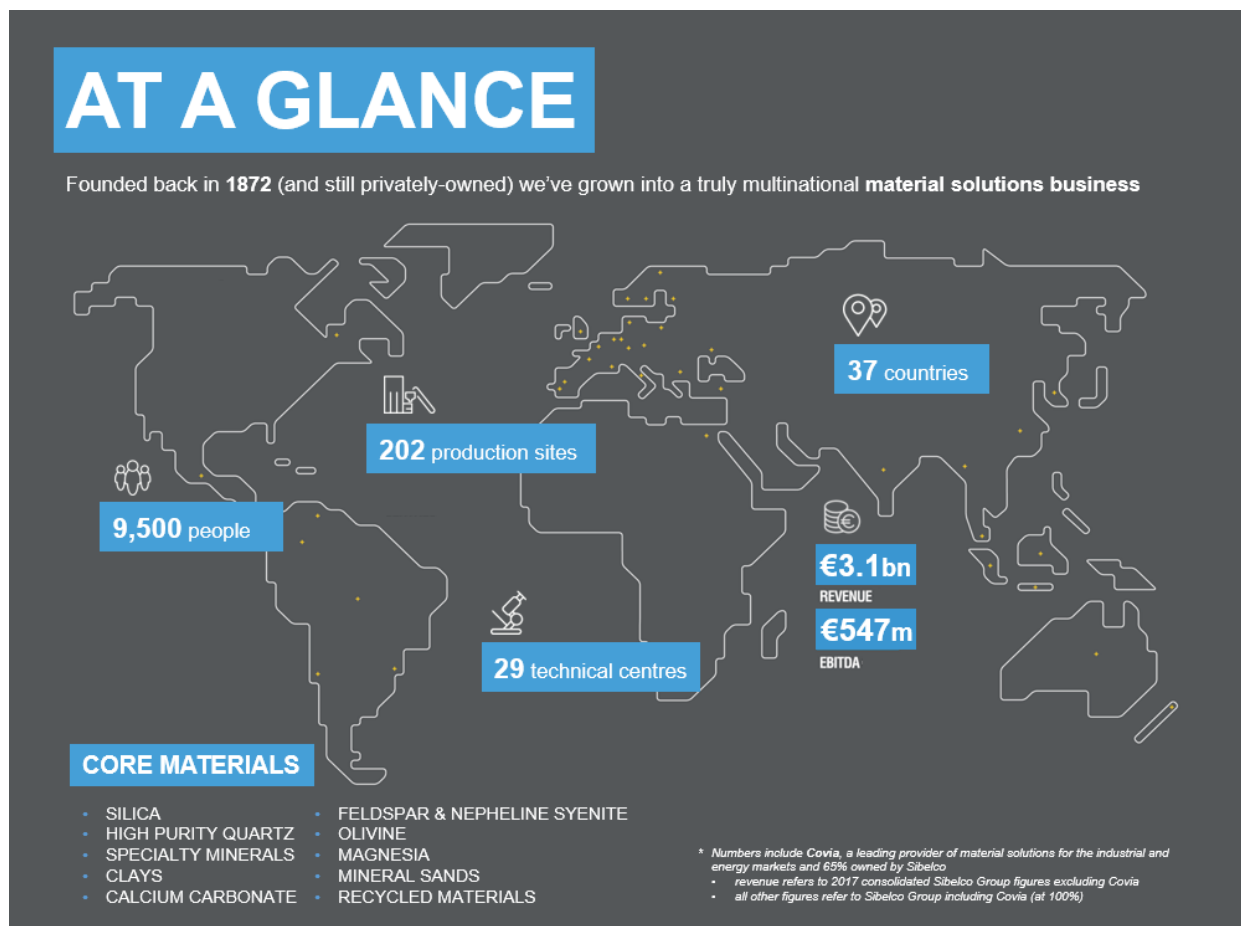 AT A GLANCE
Founded back in 1872 (and still privately-owned) we've grown into a truly multinational material solutions business
37 countries
202 production sites
9,500 people
€3.1bn
REVENUE
€547m
EBITDA
29 technical centres
CORE MATERIALS
• SILICA
• HIGH PURITY QUARTZ
• SPECIALTY MINERALS
• CLAYS
• CALCIUM CARBONATE
• FELDSPAR & NEPHELINE SYENITE
• OLIVINE
• MAGNESIA
• MINERAL SANDS
• RECYCLED MATERIALS
* Numbers include Covia, a leading provider of material solutions for the industrial and
energy markets and 65% owned by Sibelco
• revenue refers to 2017 consolidated Sibelco Group figures excluding Covia
• all other figures refer to Sibelco Group including Covia (at 100%)